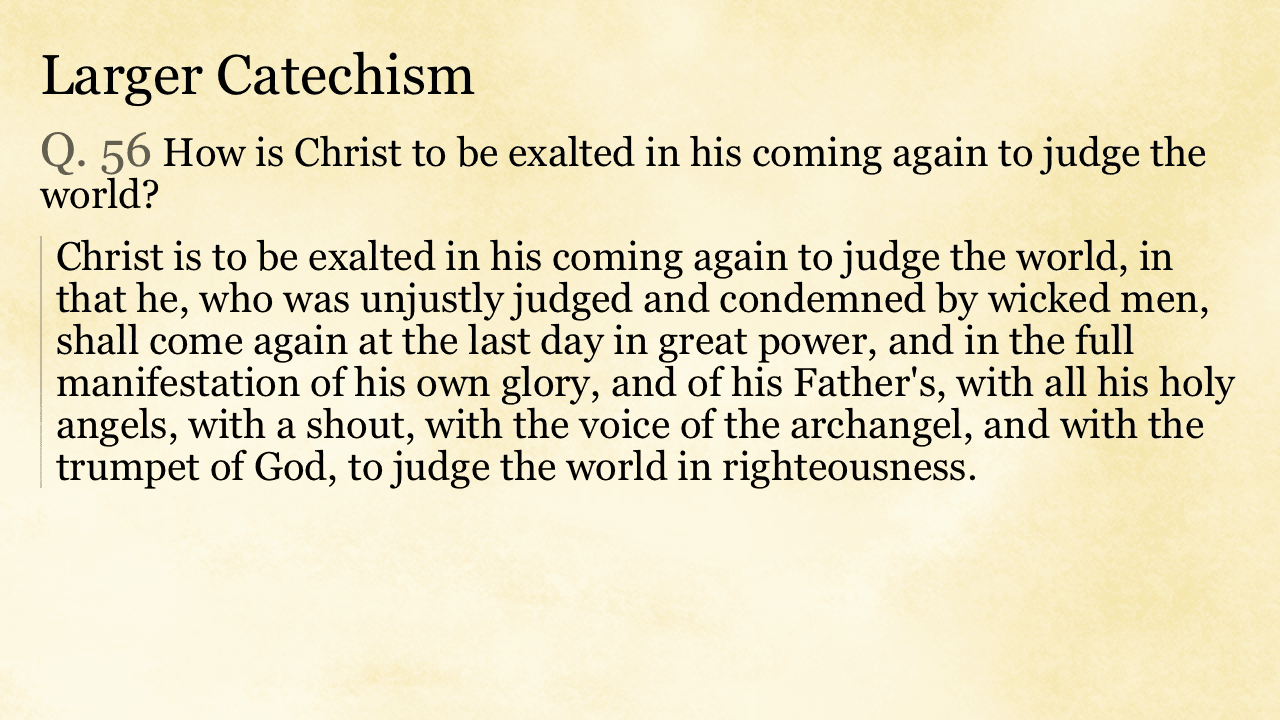 Larger Catechism
Q. 56 How is Christ to be exalted in his coming again to judge the
world?
Christ is to be exalted in his coming again to judge the world, in
that he, who was unjustly judged and condemned by wicked men,
shall come again at the last day in great power, and in the full
manifestation of his own glory, and of his Father's, with all his holy
angels, with a shout, with the voice of the archangel, and with the
trumpet of God, to judge the world in righteousness.